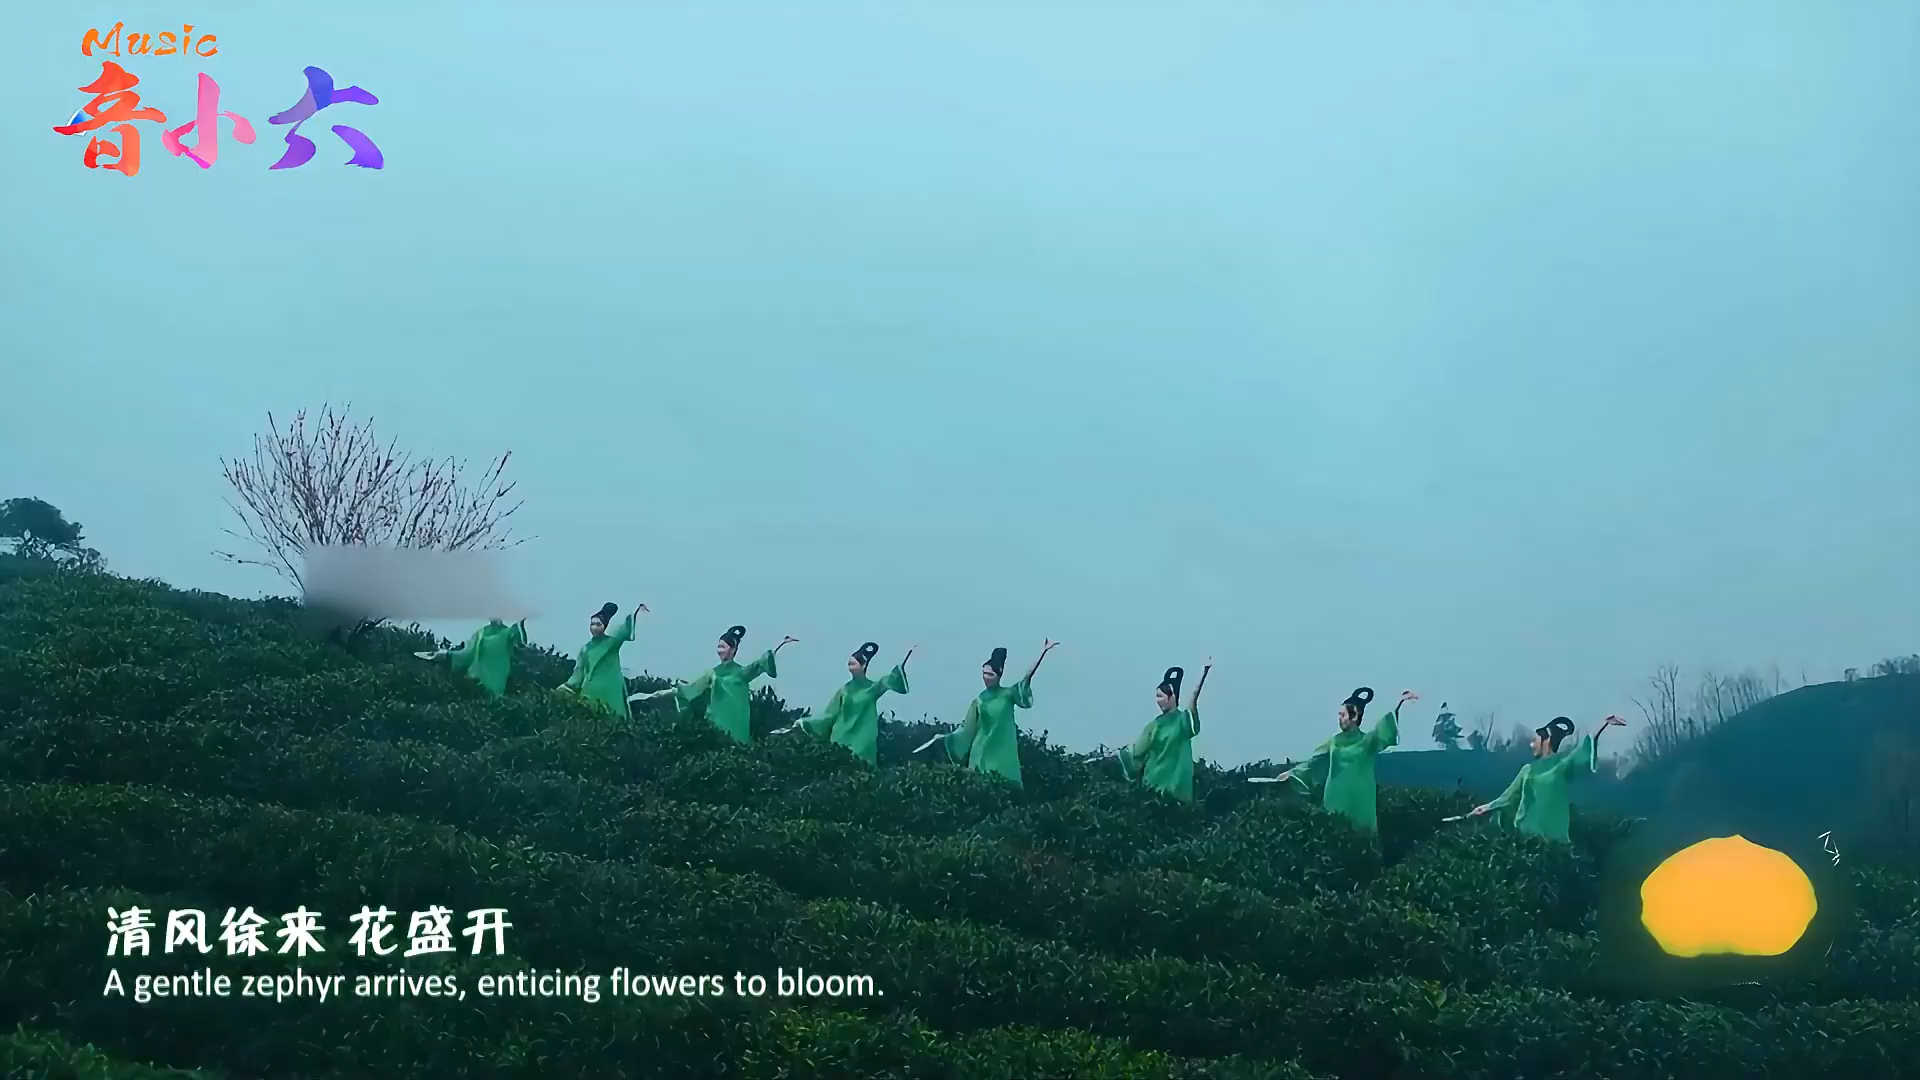 Music
音小六
清风徐来 花盛开
A gentle zephyr arrives, enticing flowers to bloom.